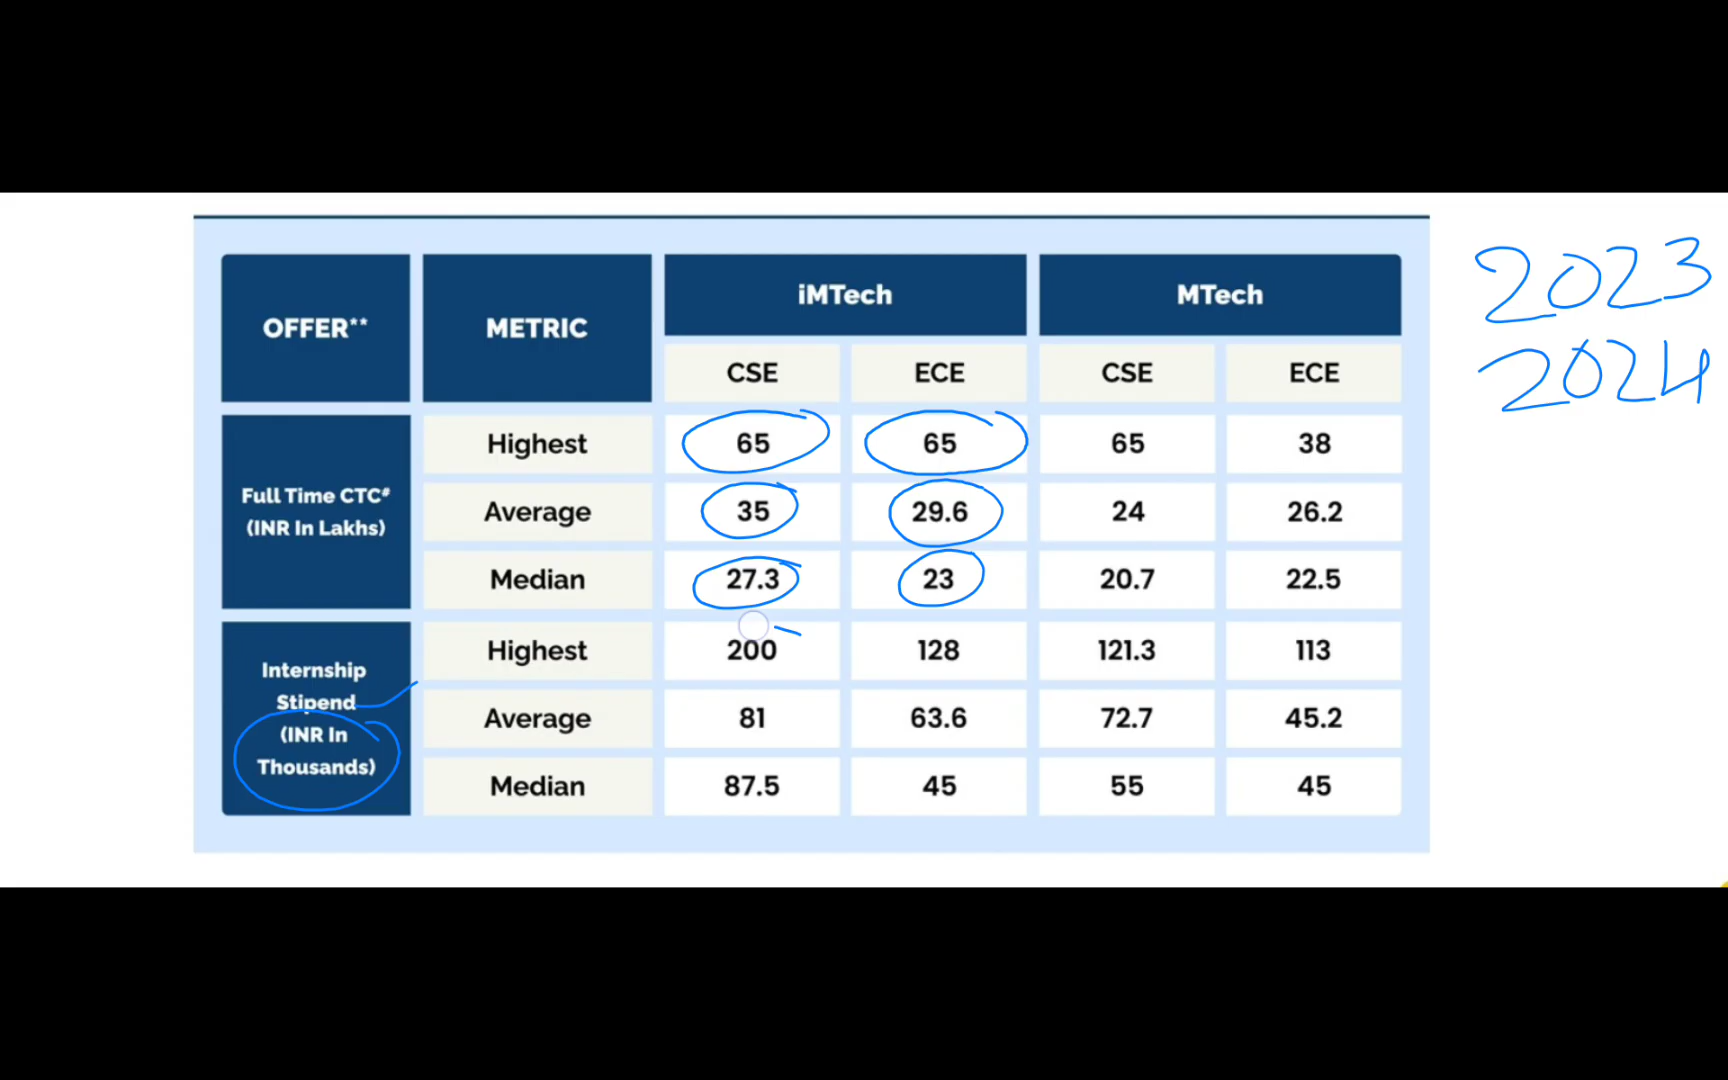 OFFER** METRIC iMTech MTech
CSE ECE CSE ECE
Full Time CTC#
(INR In Lakhs)
Highest 65 65 65 38
Average 35 29.6 24 26.2
Median 27.3 23 20.7 22.5
Internship
Stipend
(INR In
Thousands)
Highest 200 128 121.3 113
Average 81 63.6 72.7 45.2
Median 87.5 45 55 45
2023
2024